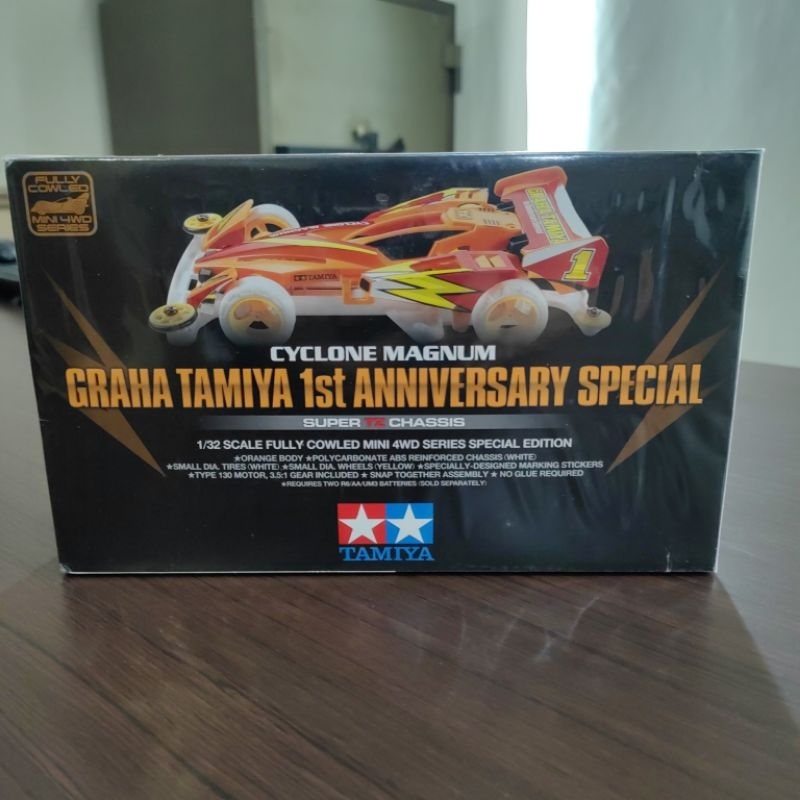 FULLY
COWLED
MINI 4WD
SERIES
GRAHA TAMIYA
1
TAMIYA
CYCLONE MAGNUM
GRAHA TAMIYA 1st ANNIVERSARY SPECIAL
SUPER TZ CHASSIS
1/32 SCALE FULLY COWLED MINI 4WD SERIES SPECIAL EDITION
★ORANGE BODY ★POLYCARBONATE ABS REINFORCED CHASSIS (WHITE)
★SMALL DIA. TIRES (WHITE) ★SMALL DIA. WHEELS (YELLOW) ★SPECIALLY-DESIGNED MARKING STICKERS
★TYPE 130 MOTOR, 3.5:1 GEAR INCLUDED ★ SNAP TOGETHER ASSEMBLY ★ NO GLUE REQUIRED
★REQUIRES TWO R6/AA/UM3 BATTERIES (SOLD SEPARATELY)
TAMIYA